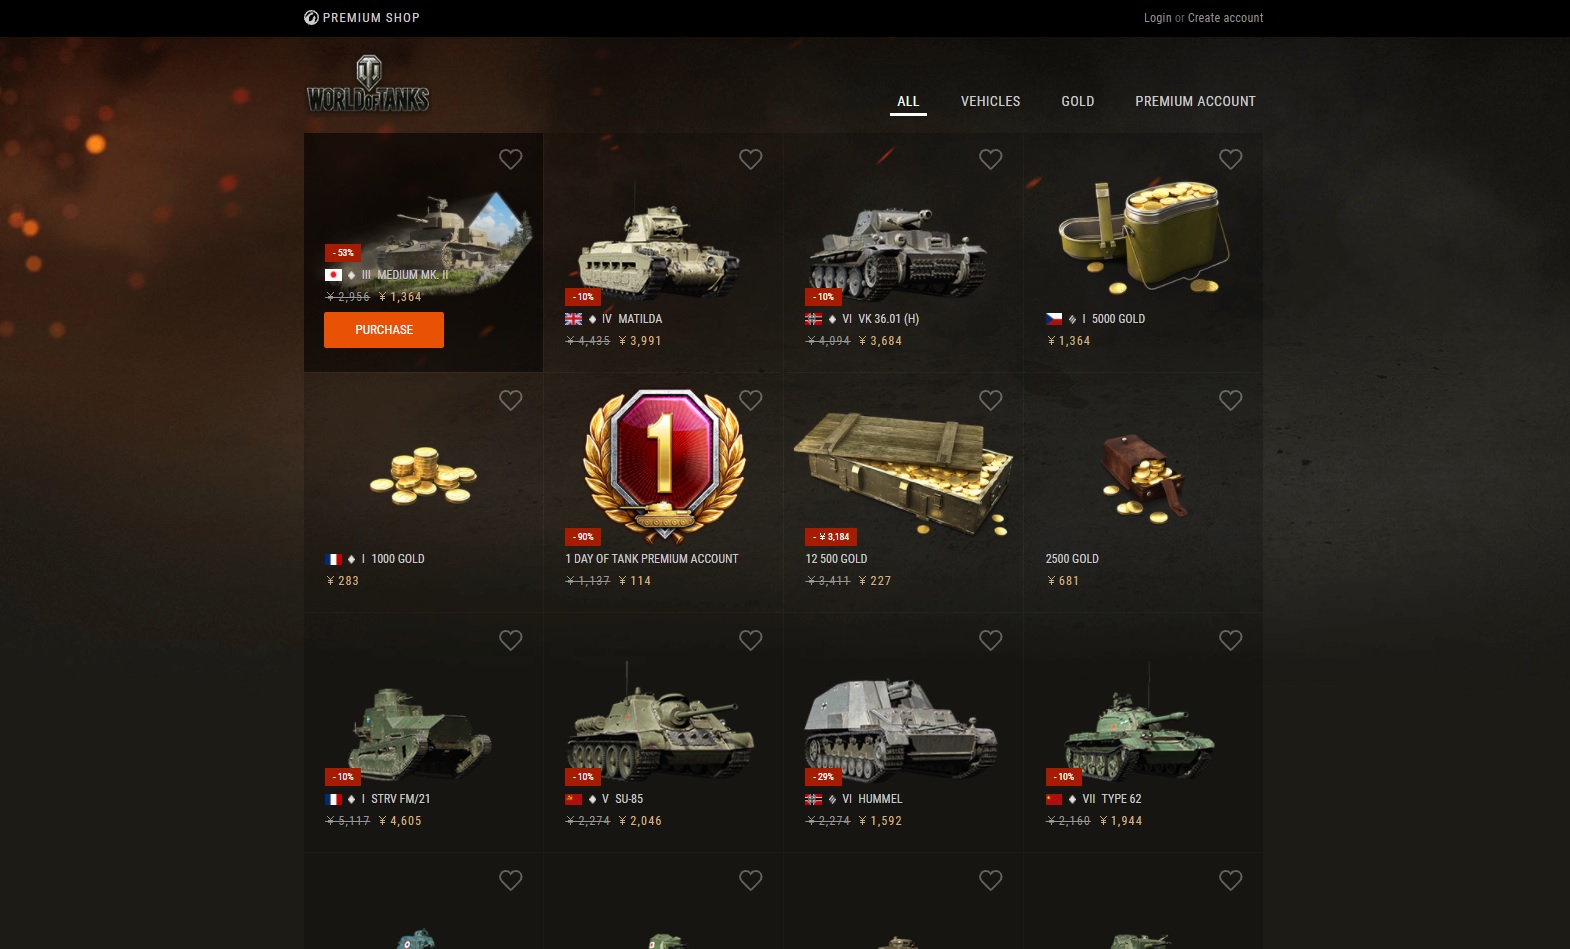 PREMIUM SHOP
Login or Create account
WORLD OF TANKS
ALL VEHICLES GOLD PREMIUM ACCOUNT
- 53%
III MEDIUM MK. II
¥ 2,956 ¥ 1,364
PURCHASE
- 10%
IV MATILDA
¥ 4,435 ¥ 3,991
- 10%
VI VK 36.01 (H)
¥ 4,094 ¥ 3,684
I 5000 GOLD
¥ 1,364
I 1000 GOLD
¥ 283
1
- 90%
1 DAY OF TANK PREMIUM ACCOUNT
¥ 1,137 ¥ 114
- ¥ 3,184
12 500 GOLD
¥ 3,411 ¥ 227
2500 GOLD
¥ 681
- 10%
I STRV FM/21
¥ 5,117 ¥ 4,605
- 10%
V SU-85
¥ 2,274 ¥ 2,046
- 29%
VI HUMMEL
¥ 2,274 ¥ 1,592
- 10%
VII TYPE 62
¥ 2,160 ¥ 1,944